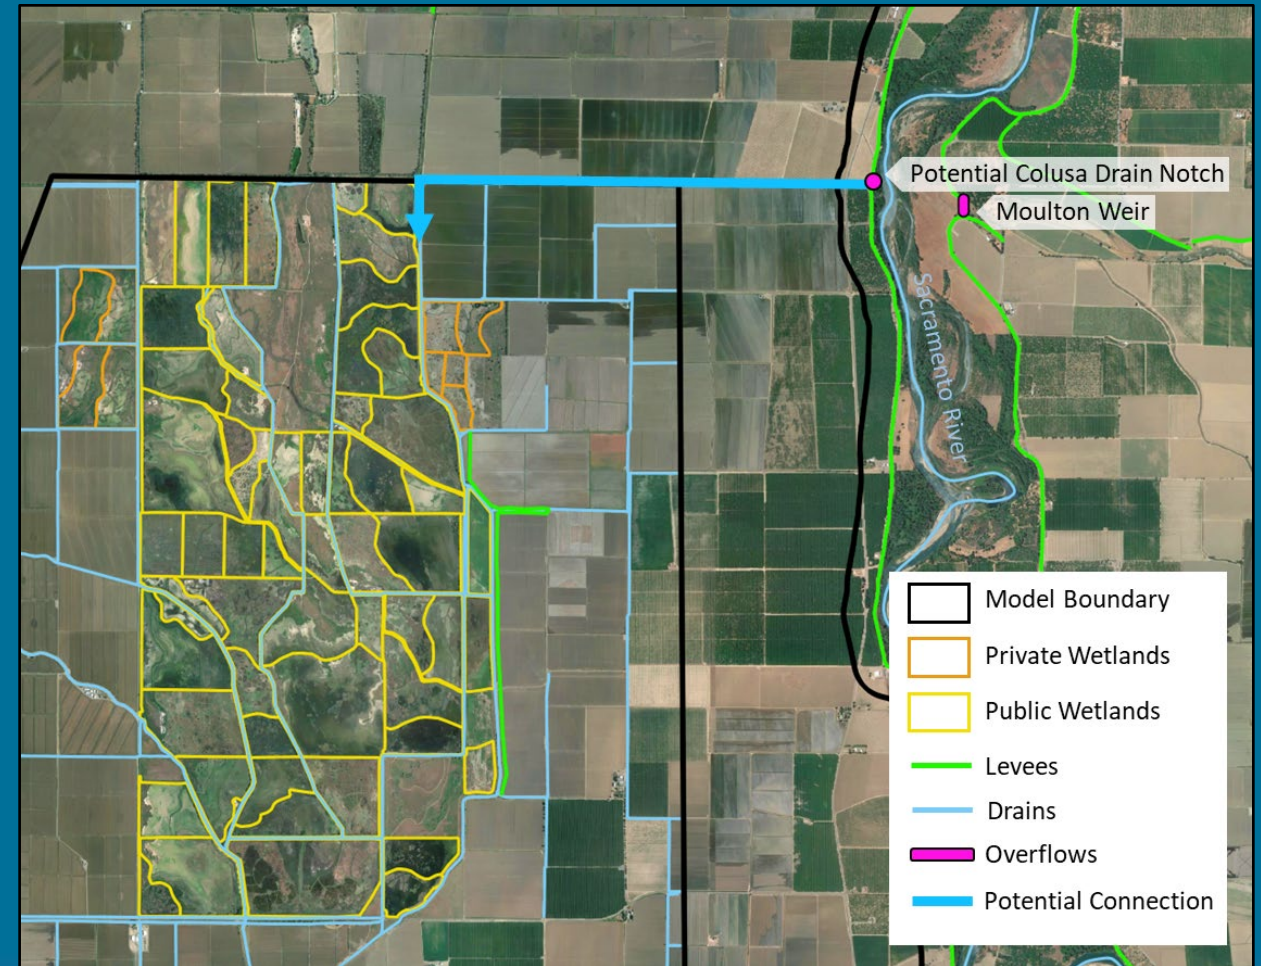 Potential Colusa Drain Notch
Moulton Weir
Sacramento River
Model Boundary
Private Wetlands
Public Wetlands
Levees
Drains
Overflows
Potential Connection